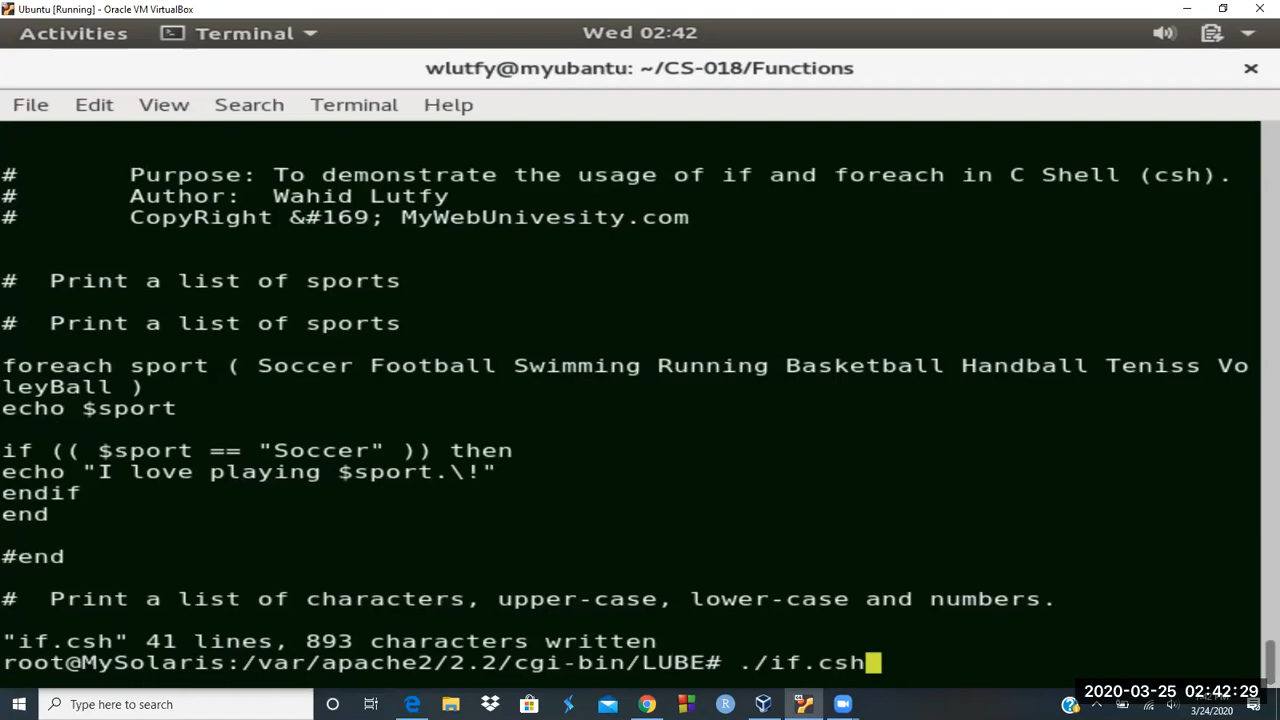 Ubuntu [Running] - Oracle VM VirtualBox
Activities Terminal Wed 02:42
wlutfy@myubantu: ~/CS-018/Functions
File Edit View Search Terminal Help
# Purpose: To demonstrate the usage of if and foreach in C Shell (csh).
# Author: Wahid Lutfy
# CopyRight &#169; MyWebUnivesity.com
# Print a list of sports
# Print a list of sports
foreach sport ( Soccer Football Swimming Running Basketball Handball Teniss Vo
leyBall )
echo $sport
if (( $sport == "Soccer" )) then
echo "I love playing $sport.\!"
endif
end
#end
# Print a list of characters, upper-case, lower-case and numbers.
"if.csh" 41 lines, 893 characters written
root@MySolaris:/var/apache2/2.2/cgi-bin/LUBE# ./if.csh
Type here to search
2020-03-25 02:42:29
3/24/2020